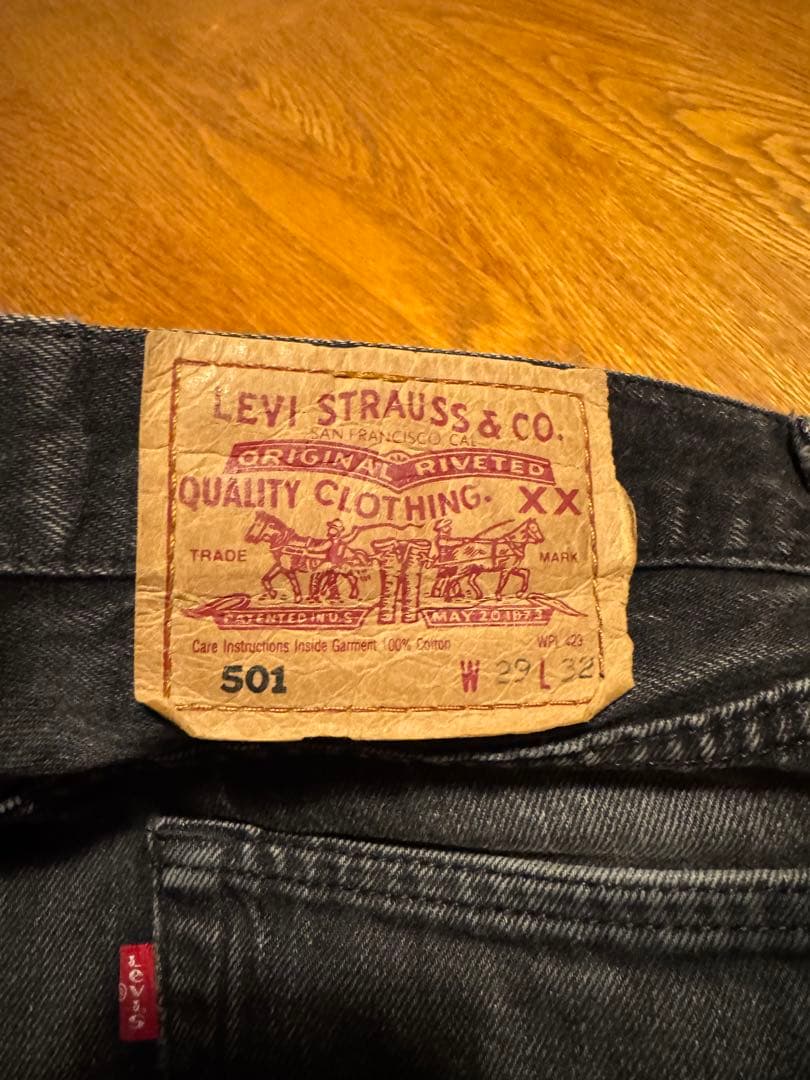 LEVI STRAUSS & CO.
SAN FRANCISCO CAL
ORIGINAL RIVETED
QUALITY CLOTHING. XX
TRADE MARK
PATENTED IN U.S. MAY 20 1873
Care Instructions Inside Garment 100% Cotton WPL 423
501 W 29 L 32
LeVI'S
®